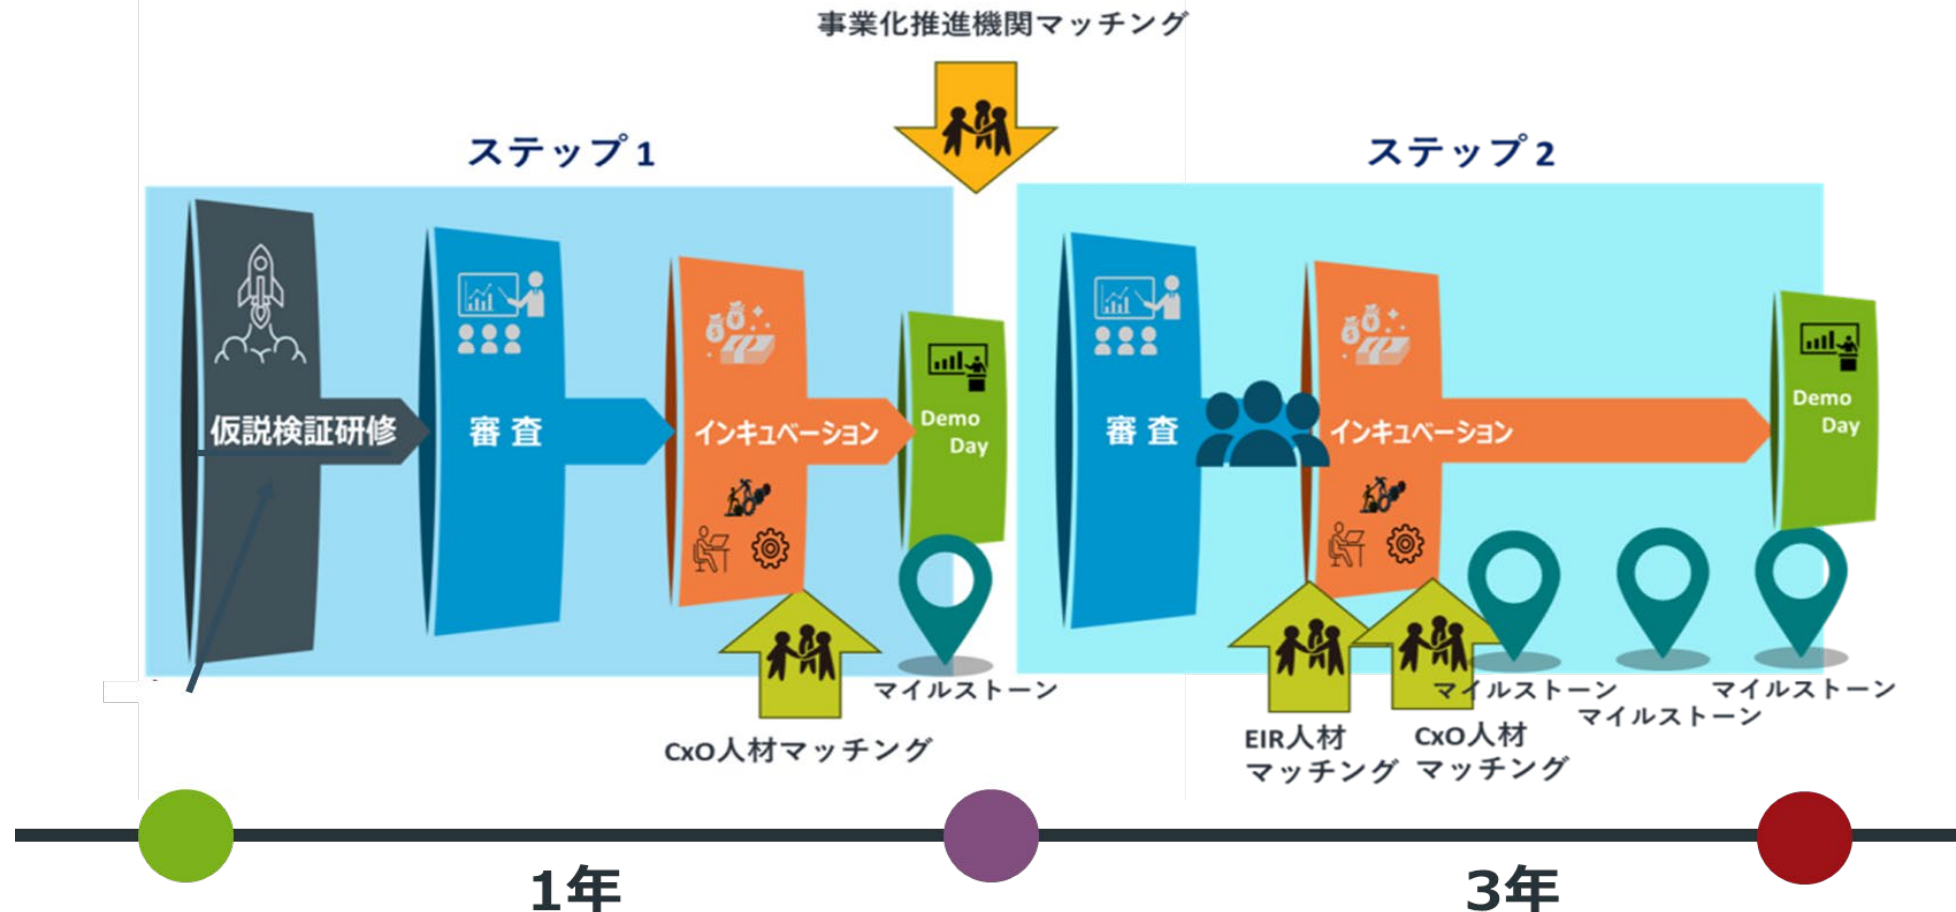 事業化推進機関マッチング
ステップ1
ステップ2
仮説検証研修
審査
インキュベーション
Demo
Day
審査
インキュベーション
Demo
Day
マイルストーン
マイルストーン
マイルストーン
マイルストーン
CxO人材マッチング
EIR人材
マッチング
CxO人材
マッチング
1年
3年